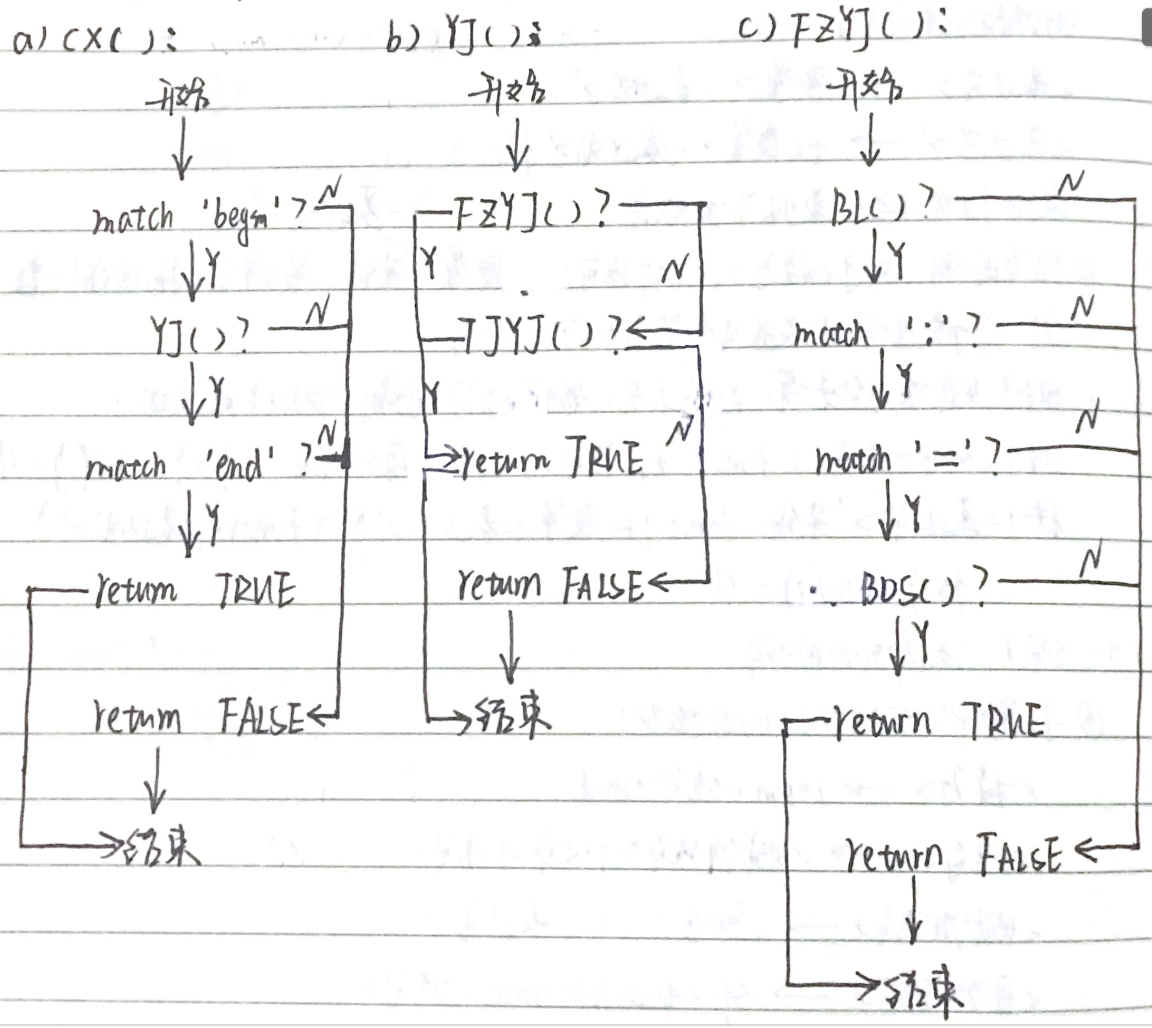 a) CX( ):
开始
match 'begin'?
N
Y
YJ()?
N
Y
match 'end'?
N
Y
return TRUE
return FALSE
结束
b) YJ():
开始
FZYJ()?
Y
N
TJYJ()?
Y
N
return TRUE
return FALSE
结束
c) FZYJ():
开始
BL()?
N
Y
match ':'?
N
Y
match '='?
N
Y
BDS()?
N
Y
return TRUE
return FALSE
结束